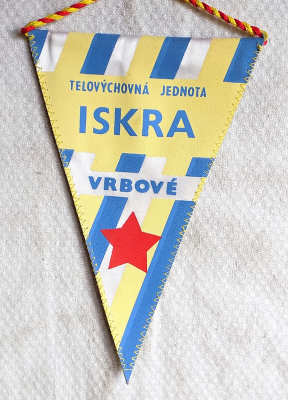 TELOVÝCHOVNÁ JEDNOTA
ISKRA
VRBOVÉ